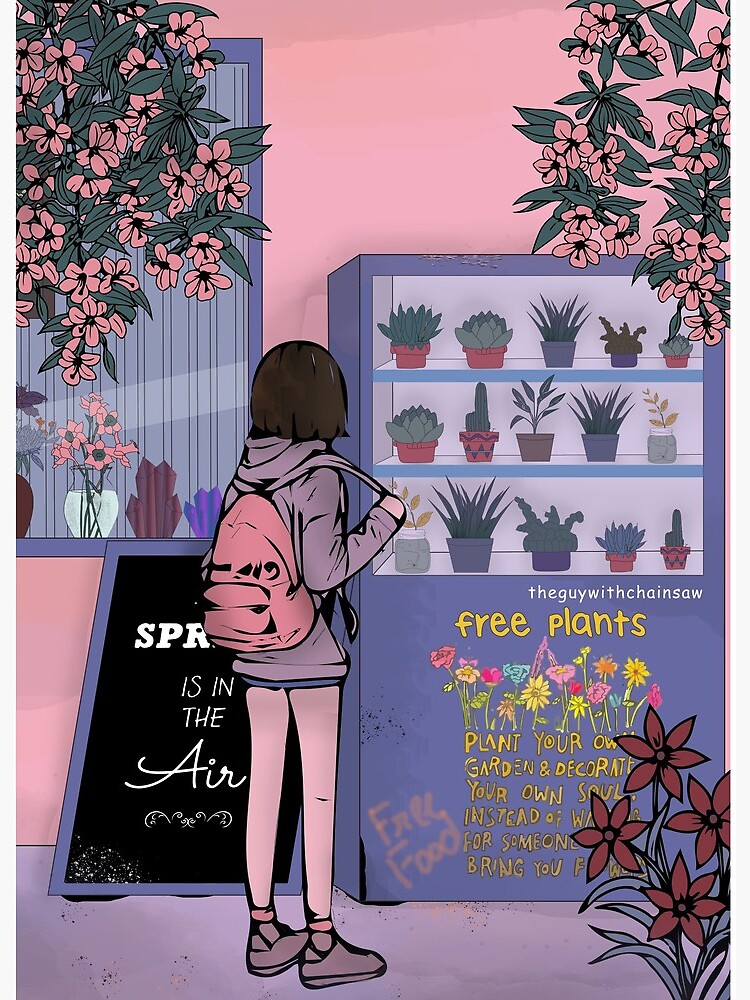 SPR
IS IN
THE
Air
theguywithchainsaw
free plants
PLANT YOUR OWN
GARDEN & DECORATE
YOUR OWN SOUL,
INSTEAD OF
FOR SOMEONE
BRING YOU
Free
Food